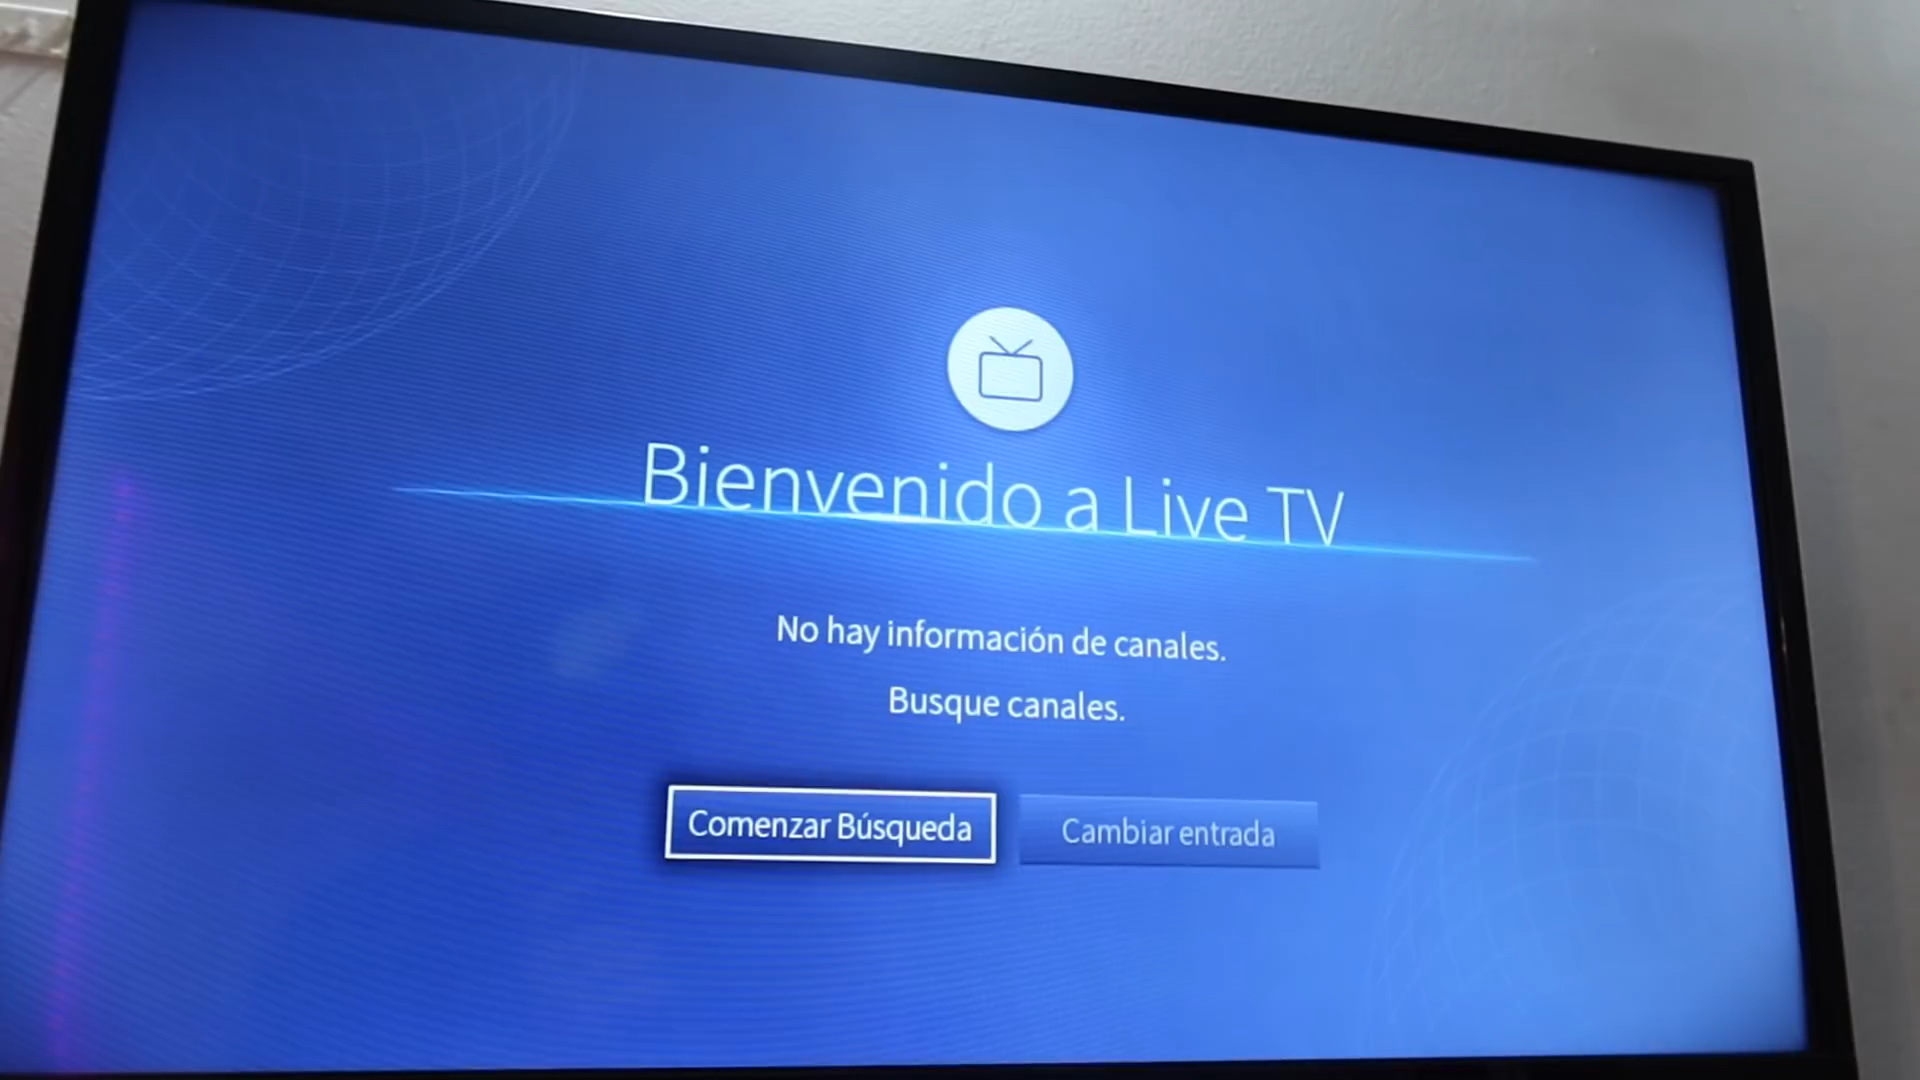 Bienvenido a Live TV
No hay información de canales.
Busque canales.
Comenzar Búsqueda
Cambiar entrada